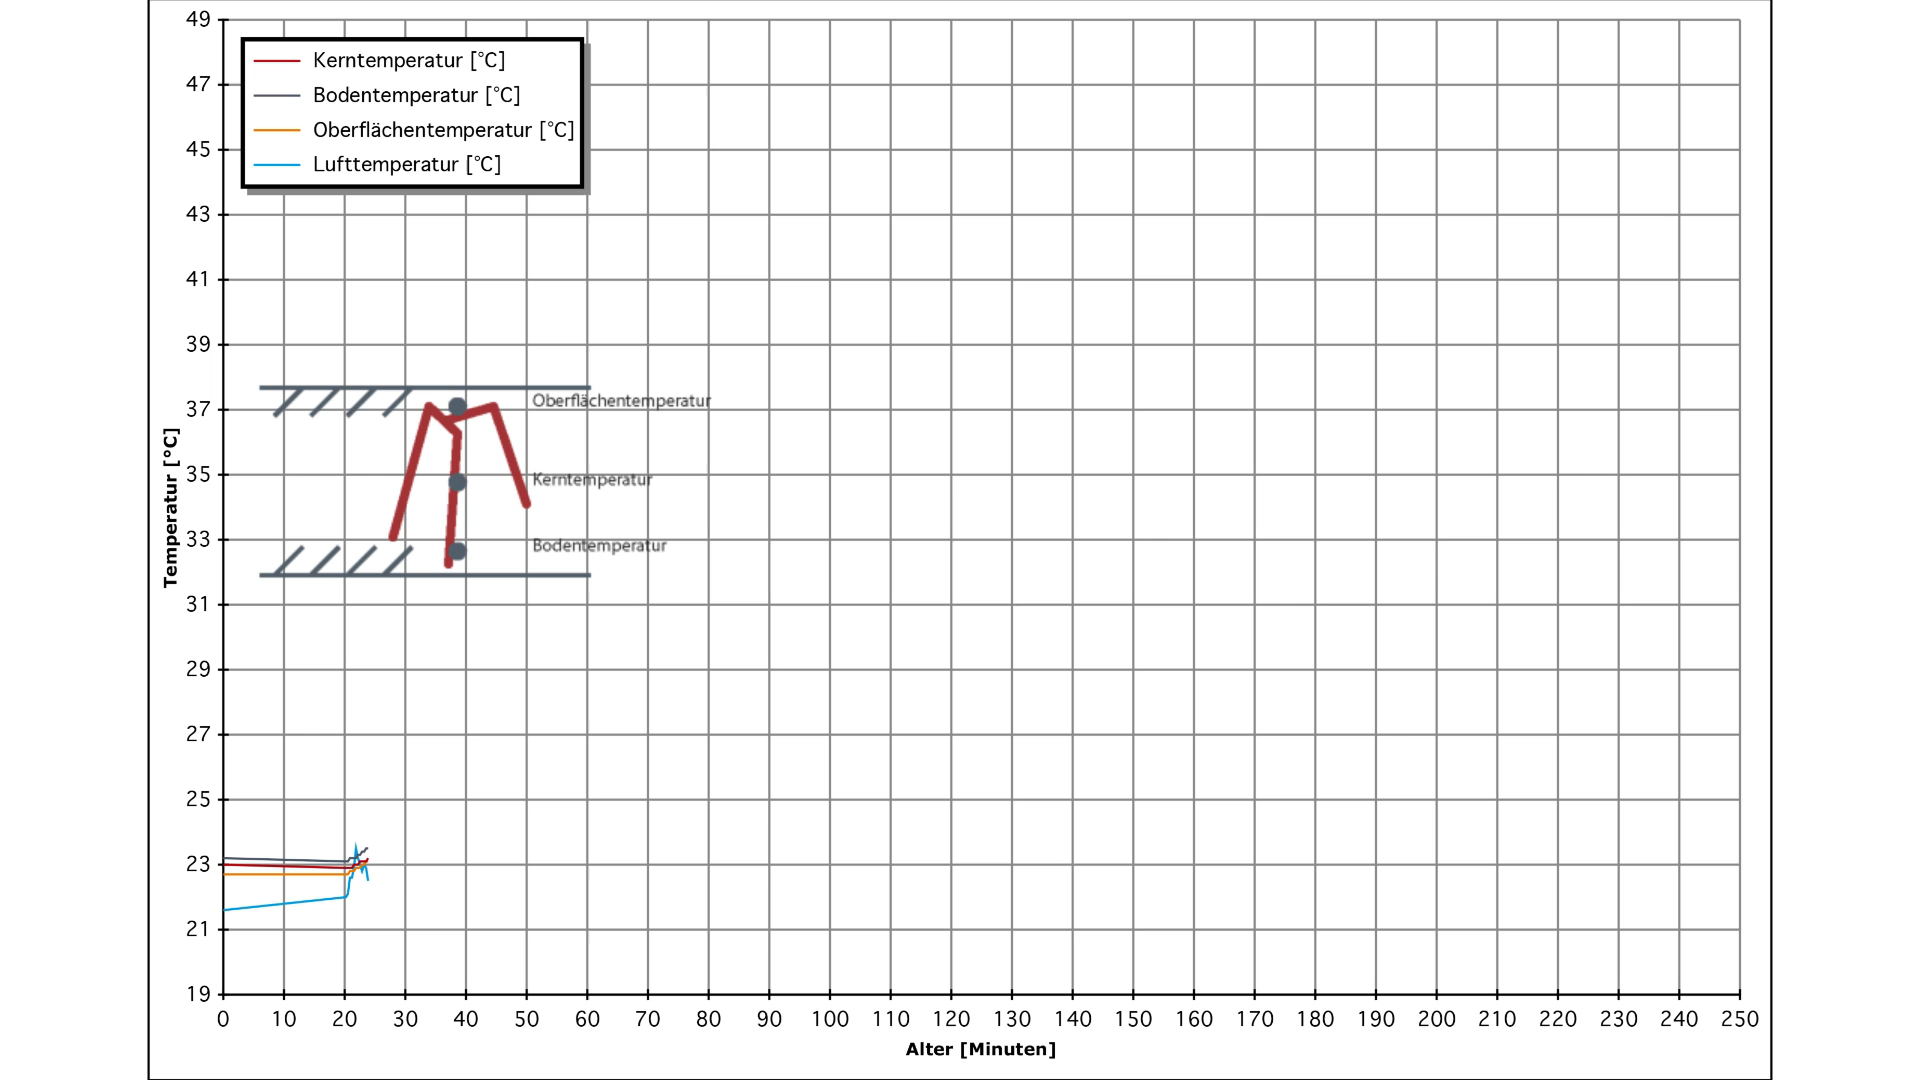 49
Kerntemperatur [°C]
47
Bodentemperatur [°C]
Oberflächentemperatur [°C]
45
Lufttemperatur [°C]
43
41
39
Oberflächentemperatur
37
35
Kerntemperatur
33
Bodentemperatur
Temperatur [°C]
31
29
27
25
23
21
19
0 10 20 30 40 50 60 70 80 90 100 110 120 130 140 150 160 170 180 190 200 210 220 230 240 250
Alter [Minuten]